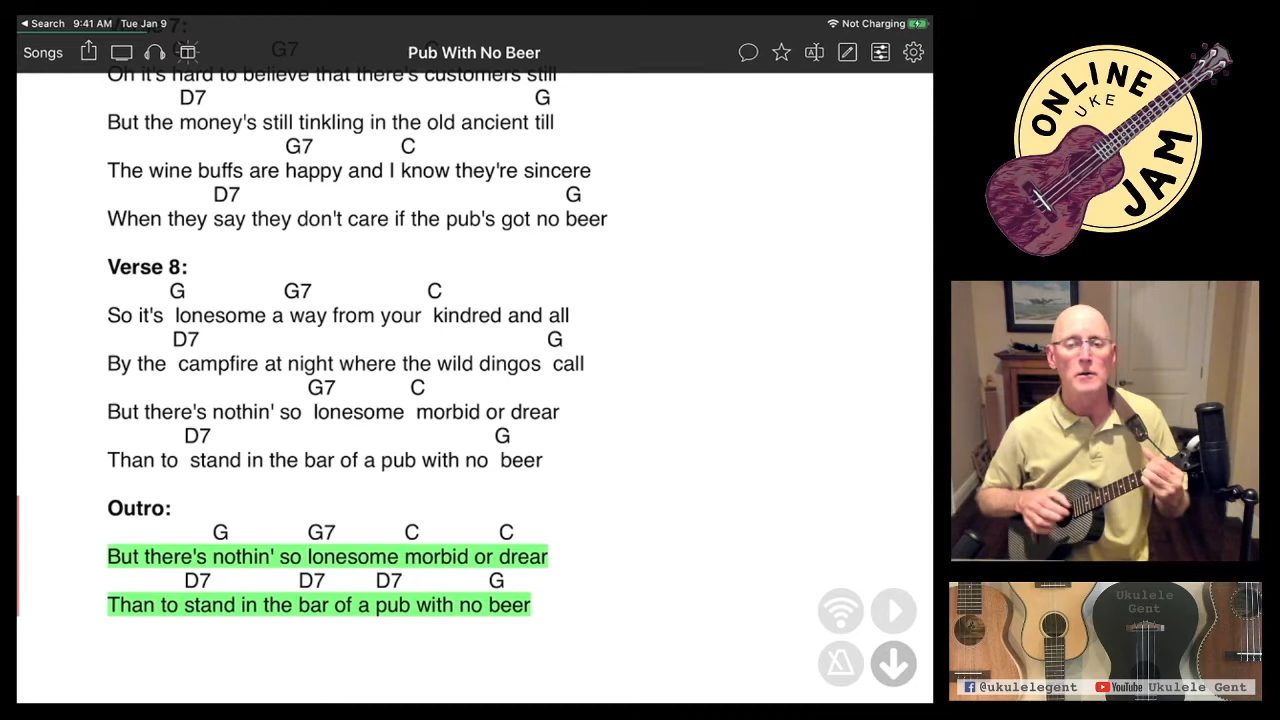 Search 9:41 AM Tue Jan 9
Not Charging
Songs
Pub With No Beer
G7
Oh it's hard to believe that there's customers still
D7 G
But the money's still tinkling in the old ancient till
G7 C
The wine buffs are happy and I know they're sincere
D7 G
When they say they don't care if the pub's got no beer
Verse 8:
G G7 C
So it's lonesome a way from your kindred and all
D7 G
By the campfire at night where the wild dingos call
G7 C
But there's nothin' so lonesome morbid or drear
D7 G
Than to stand in the bar of a pub with no beer
Outro:
G G7 C C
But there's nothin' so lonesome morbid or drear
D7 D7 D7 G
Than to stand in the bar of a pub with no beer
ONLINE
UKE
JAM
Ukulele
Gent
@ukulelegent YouTube Ukulele Gent